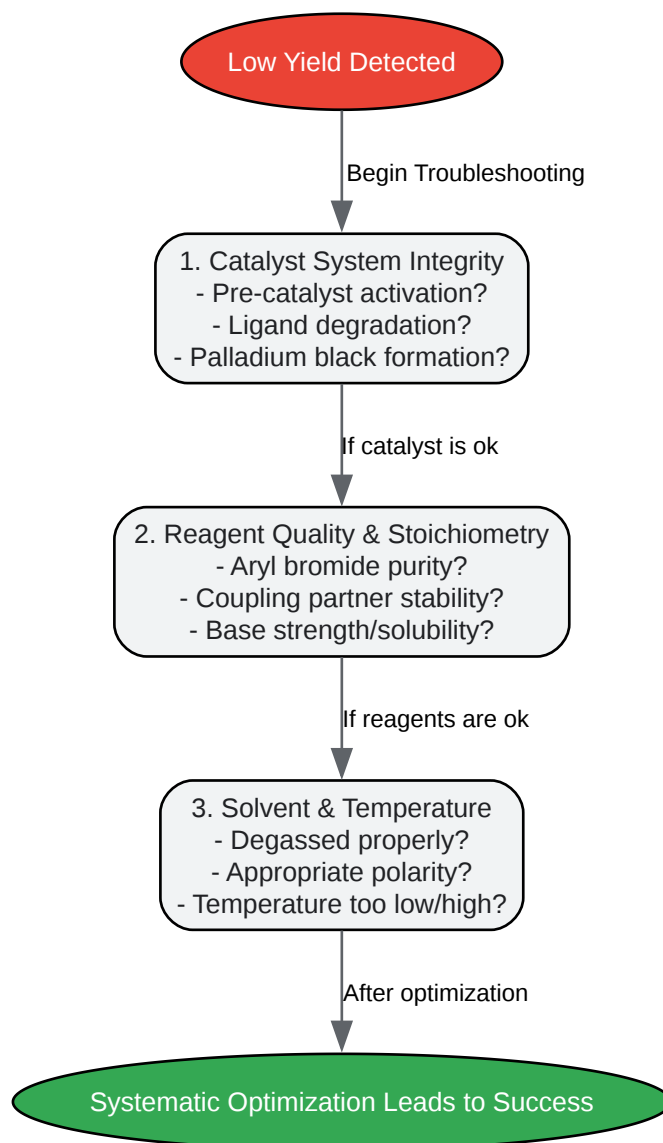 Low Yield Detected
Begin Troubleshooting
1. Catalyst System Integrity
- Pre-catalyst activation?
- Ligand degradation?
- Palladium black formation?
If catalyst is ok
2. Reagent Quality & Stoichiometry
- Aryl bromide purity?
- Coupling partner stability?
- Base strength/solubility?
If reagents are ok
3. Solvent & Temperature
- Degassed properly?
- Appropriate polarity?
- Temperature too low/high?
After optimization
Systematic Optimization Leads to Success